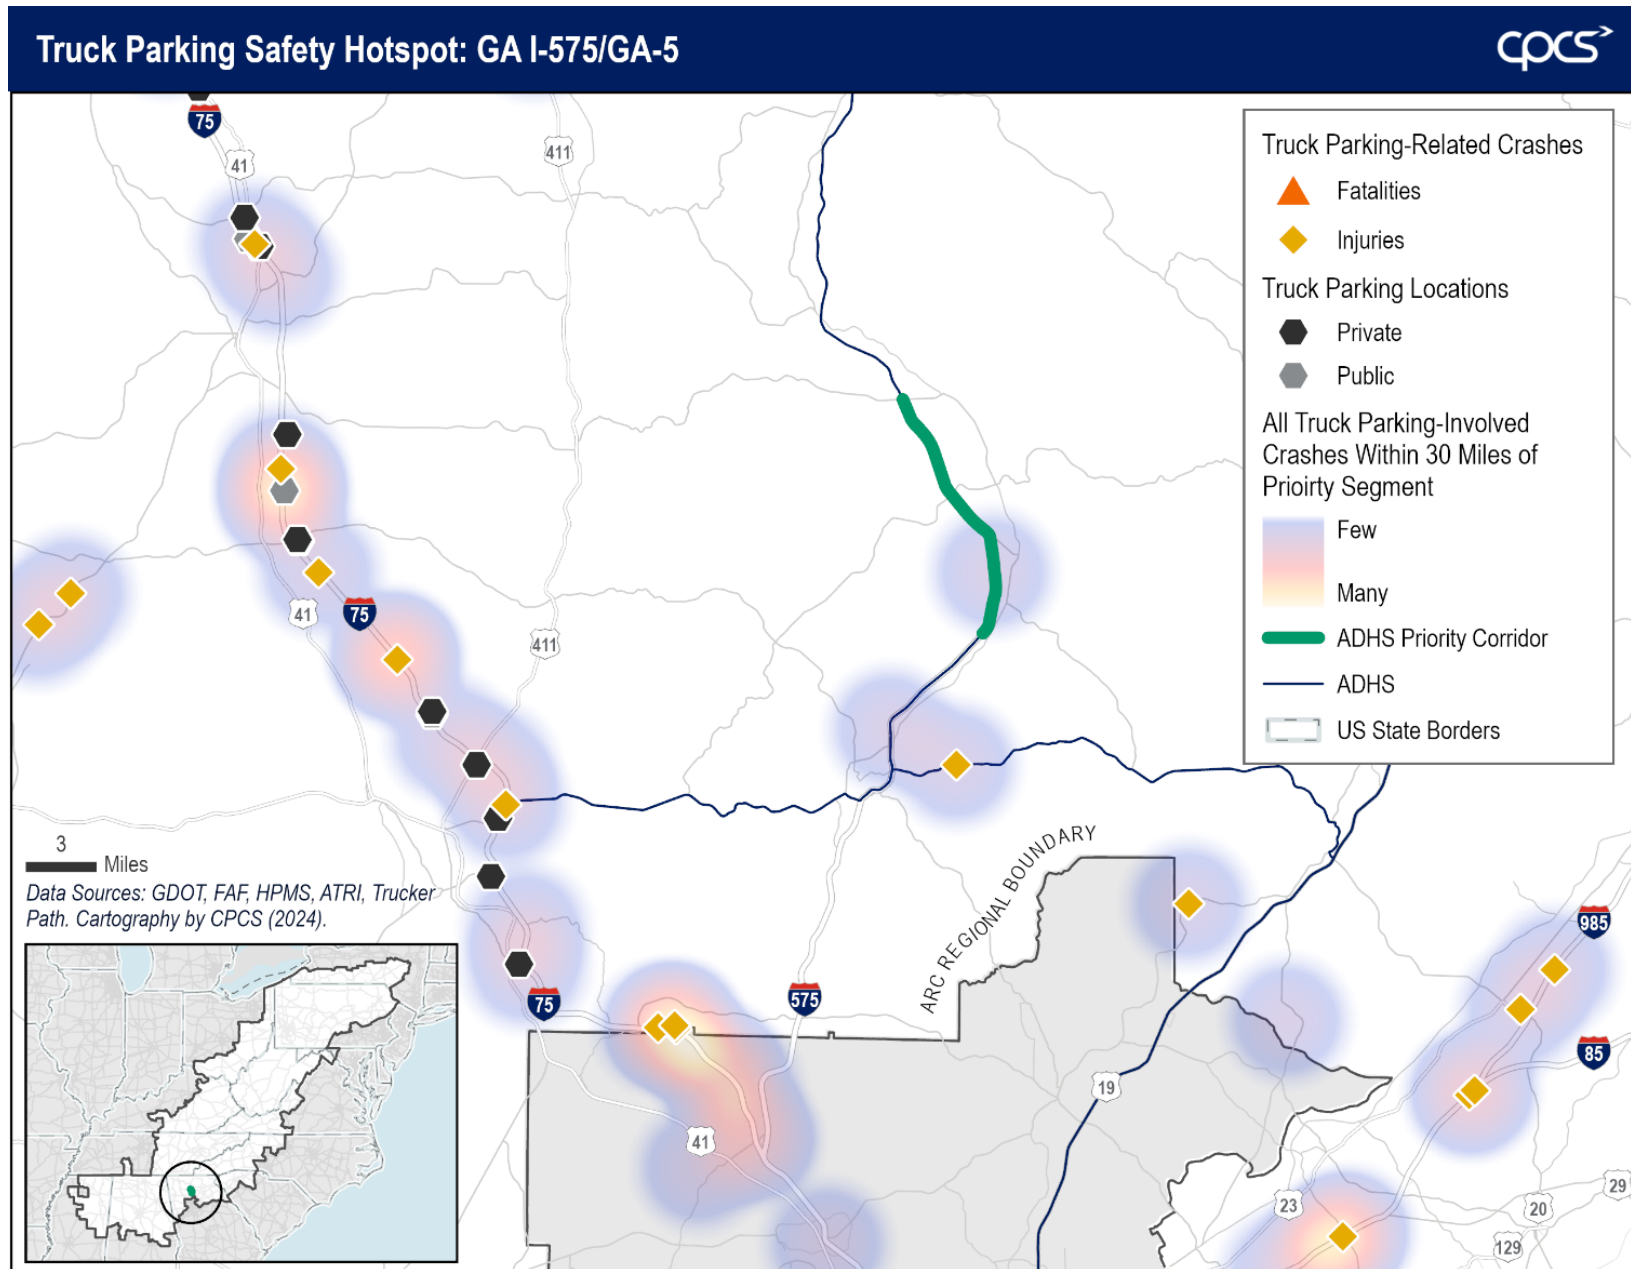 Truck Parking Safety Hotspot: GA I-575/GA-5
cpcs
75
41
411
Truck Parking-Related Crashes
Fatalities
Injuries
Truck Parking Locations
Private
Public
All Truck Parking-Involved
Crashes Within 30 Miles of
Prioirty Segment
Few
Many
ADHS Priority Corridor
ADHS
US State Borders
41
75
411
3
Miles
Data Sources: GDOT, FAF, HPMS, ATRI, Trucker
Path. Cartography by CPCS (2024).
ARC REGIONAL BOUNDARY
985
75
575
85
19
41
23
20
29
129